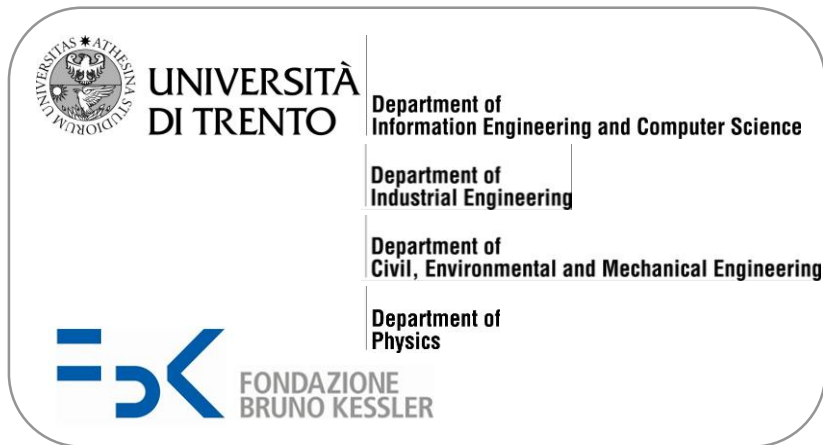 UNIVERSITAS ATHESINA STUDIORUM
UNIVERSITÀ
DI TRENTO
Department of
Information Engineering and Computer Science
Department of
Industrial Engineering
Department of
Civil, Environmental and Mechanical Engineering
Department of
Physics
FBK
FONDAZIONE
BRUNO KESSLER